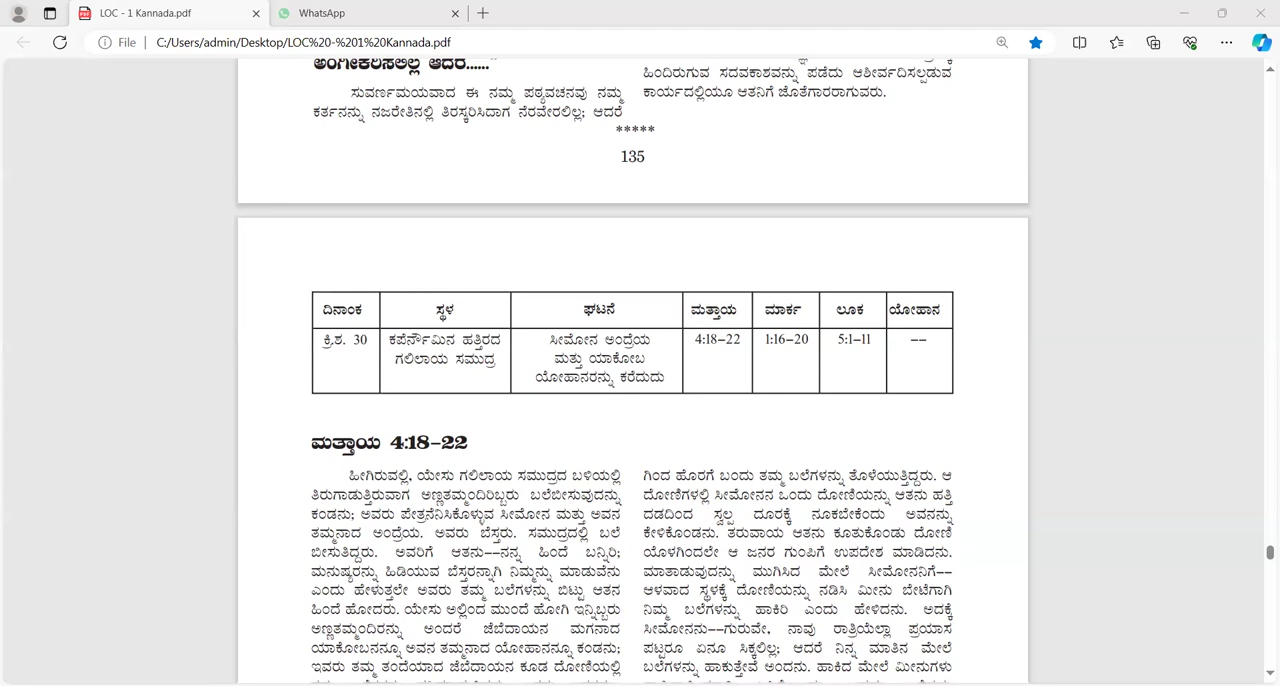 LOC - 1 Kannada.pdf
WhatsApp
File
C:/Users/admin/Desktop/LOC%20-%201%20Kannada.pdf
ಅಂಗೀಕರಿಸಲಿಲ್ಲ ಆದರೆ......"
ಸುವರ್ಣಮಯವಾದ ಈ ನಮ್ಮ ಪಠ್ಯವಚನವು ನಮ್ಮ
ಕರ್ತನನ್ನು ನಜರೇತಿನಲ್ಲಿ ತಿರಸ್ಕರಿಸಿದಾಗ ನೆರವೇರಲಿಲ್ಲ; ಆದರೆ
ಹಿಂದಿರುಗುವ ಸದವಕಾಶವನ್ನು ಪಡೆದು ಆಶೀರ್ವದಿಸಲ್ಪಡುವ
ಕಾರ್ಯದಲ್ಲಿಯೂ ಆತನಿಗೆ ಜೊತೆಗಾರರಾಗುವರು.
*****
135
ದಿನಾಂಕ ಸ್ಥಳ ಘಟನೆ ಮತ್ತಾಯ ಮಾರ್ಕ ಲೂಕ ಯೋಹಾನ
ಕ್ರಿ.ಶ. 30 ಕಪೆರ್ನೌಮಿನ ಹತ್ತಿರದ ಸೀಮೋನ ಅಂದ್ರೆಯ 4:18–22 1:16–20 5:1–11 ––
ಗಲಿಲಾಯ ಸಮುದ್ರ ಮತ್ತು ಯಾಕೋಬ
ಯೋಹಾನರನ್ನು ಕರೆದುದು
ಮತ್ತಾಯ 4:18–22
ಹೀಗಿರುವಲ್ಲಿ, ಯೇಸು ಗಲಿಲಾಯ ಸಮುದ್ರದ ಬಳಿಯಲ್ಲಿ
ತಿರುಗಾಡುತ್ತಿರುವಾಗ ಅಣ್ಣತಮ್ಮಂದಿರಿಬ್ಬರು ಬಲೆಬೀಸುವುದನ್ನು
ಕಂಡನು; ಅವರು ಪೇತ್ರನೆನಿಸಿಕೊಳ್ಳುವ ಸೀಮೋನ ಮತ್ತು ಅವನ
ತಮ್ಮನಾದ ಅಂದ್ರೆಯ. ಅವರು ಬೆಸ್ತರು. ಸಮುದ್ರದಲ್ಲಿ ಬಲೆ
ಬೀಸುತಿದ್ದರು. ಅವರಿಗೆ ಆತನು––ನನ್ನ ಹಿಂದೆ ಬನ್ನಿರಿ;
ಮನುಷ್ಯರನ್ನು ಹಿಡಿಯುವ ಬೆಸ್ತರನ್ನಾಗಿ ನಿಮ್ಮನ್ನು ಮಾಡುವೆನು
ಎಂದು ಹೇಳುತ್ತಲೇ ಅವರು ತಮ್ಮ ಬಲೆಗಳನ್ನು ಬಿಟ್ಟು ಆತನ
ಹಿಂದೆ ಹೋದರು. ಯೇಸು ಅಲ್ಲಿಂದ ಮುಂದೆ ಹೋಗಿ ಇನ್ನಿಬ್ಬರು
ಅಣ್ಣತಮ್ಮಂದಿರನ್ನು ಅಂದರೆ ಜೆಬೆದಾಯನ ಮಗನಾದ
ಯಾಕೋಬನನ್ನೂ ಅವನ ತಮ್ಮನಾದ ಯೋಹಾನನನ್ನೂ ಕಂಡನು;
ಇವರು ತಮ್ಮ ತಂದೆಯಾದ ಜೆಬೆದಾಯನ ಕೂಡ ದೋಣಿಯಲ್ಲಿ
ಗಿಂದ ಹೊರಗೆ ಬಂದು ತಮ್ಮ ಬಲೆಗಳನ್ನು ತೊಳೆಯುತ್ತಿದ್ದರು. ಆ
ದೋಣಿಗಳಲ್ಲಿ ಸೀಮೋನನ ಒಂದು ದೋಣಿಯನ್ನು ಆತನು ಹತ್ತಿ
ದಡದಿಂದ ಸ್ವಲ್ಪ ದೂರಕ್ಕೆ ನೂಕಬೇಕೆಂದು ಅವನನ್ನು
ಕೇಳಿಕೊಂಡನು. ತರುವಾಯ ಆತನು ಕೂತುಕೊಂಡು ದೋಣಿ
ಯೊಳಗಿಂದಲೇ ಆ ಜನರ ಗುಂಪಿಗೆ ಉಪದೇಶ ಮಾಡಿದನು.
ಮಾತಾಡುವುದನ್ನು ಮುಗಿಸಿದ ಮೇಲೆ ಸೀಮೋನನಿಗೆ––
ಆಳವಾದ ಸ್ಥಳಕ್ಕೆ ದೋಣಿಯನ್ನು ನಡಿಸಿ ಮೀನು ಬೇಟೆಗಾಗಿ
ನಿಮ್ಮ ಬಲೆಗಳನ್ನು ಹಾಕಿರಿ ಎಂದು ಹೇಳಿದನು. ಅದಕ್ಕೆ
ಸೀಮೋನನು––ಗುರುವೇ, ನಾವು ರಾತ್ರಿಯೆಲ್ಲಾ ಪ್ರಯಾಸ
ಪಟ್ಟರೂ ಏನೂ ಸಿಕ್ಕಲಿಲ್ಲ; ಆದರೆ ನಿನ್ನ ಮಾತಿನ ಮೇಲೆ
ಬಲೆಗಳನ್ನು ಹಾಕುತ್ತೇವೆ ಅಂದನು. ಹಾಕಿದ ಮೇಲೆ ಮೀನುಗಳು